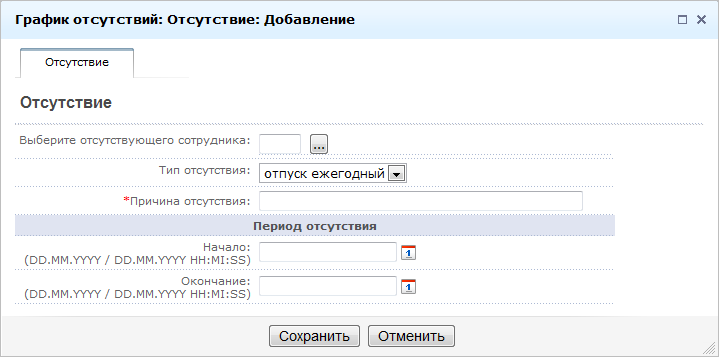 График отсутствий: Отсутствие: Добавление
Отсутствие
Отсутствие
Выберите отсутствующего сотрудника:
...
Тип отсутствия: отпуск ежегодный
*Причина отсутствия:
Период отсутствия
Начало:
(DD.MM.YYYY / DD.MM.YYYY HH:MI:SS)
1
Окончание:
(DD.MM.YYYY / DD.MM.YYYY HH:MI:SS)
1
Сохранить Отменить